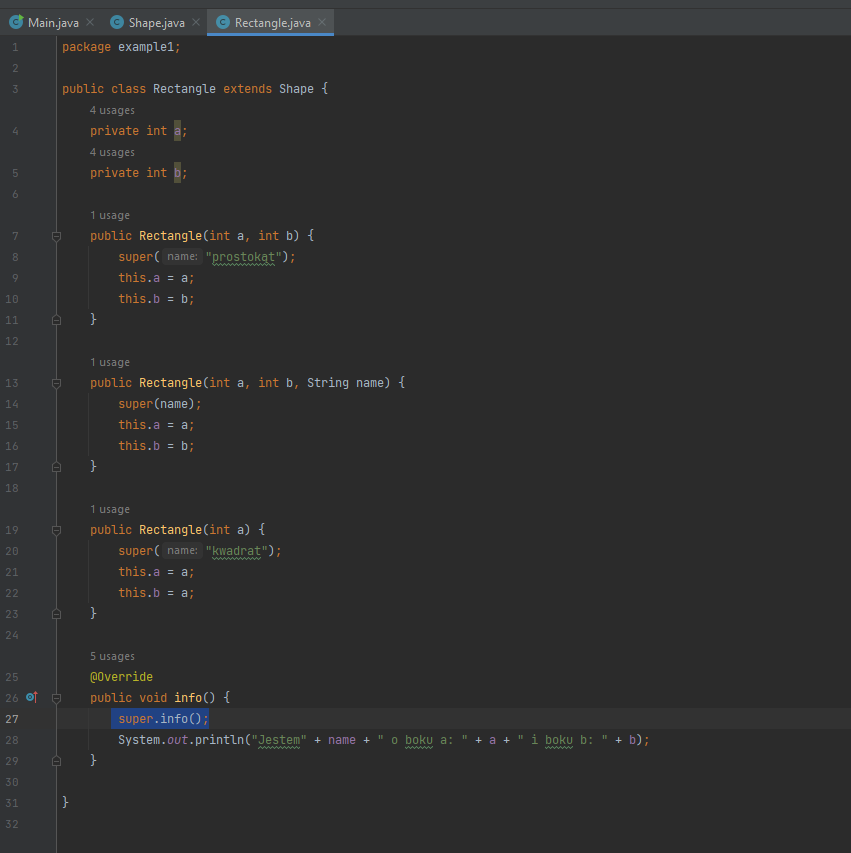 Main.java Shape.java Rectangle.java
1 package example1;
2
3 public class Rectangle extends Shape {
4 usages
4 private int a;
4 usages
5 private int b;
6
1 usage
7 public Rectangle(int a, int b) {
8 super( name: "prostokąt");
9 this.a = a;
10 this.b = b;
11 }
12
1 usage
13 public Rectangle(int a, int b, String name) {
14 super(name);
15 this.a = a;
16 this.b = b;
17 }
18
1 usage
19 public Rectangle(int a) {
20 super( name: "kwadrat");
21 this.a = a;
22 this.b = a;
23 }
24
5 usages
25 @Override
26 public void info() {
27 super.info();
28 System.out.println("Jestem" + name + " o boku a: " + a + " i boku b: " + b);
29 }
30
31 }
32